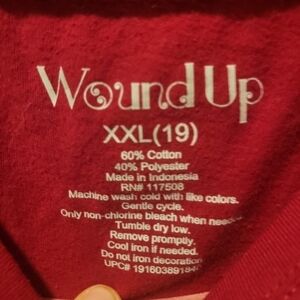 Wound Up
XXL(19)
60% Cotton
40% Polyester
Made in Indonesia
RN# 117508
Machine wash cold with like colors.
Gentle cycle.
Only non-chlorine bleach when
Tumble dry low.
Remove promptly.
Cool iron if needed.
Do not iron decoration
UPC#